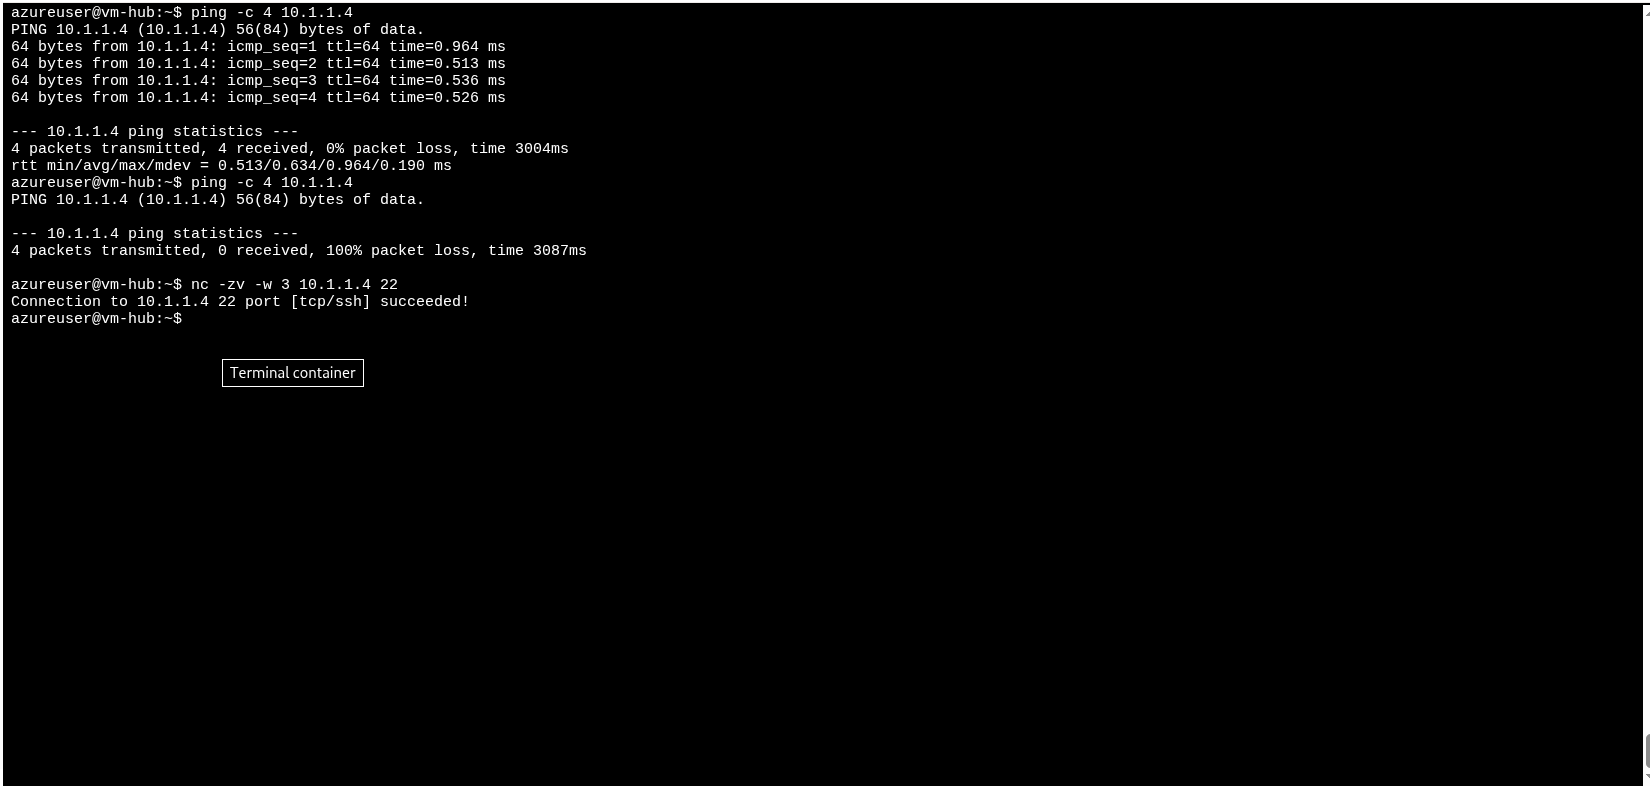 azureuser@vm-hub:~$ ping -c 4 10.1.1.4
PING 10.1.1.4 (10.1.1.4) 56(84) bytes of data.
64 bytes from 10.1.1.4: icmp_seq=1 ttl=64 time=0.964 ms
64 bytes from 10.1.1.4: icmp_seq=2 ttl=64 time=0.513 ms
64 bytes from 10.1.1.4: icmp_seq=3 ttl=64 time=0.536 ms
64 bytes from 10.1.1.4: icmp_seq=4 ttl=64 time=0.526 ms

--- 10.1.1.4 ping statistics ---
4 packets transmitted, 4 received, 0% packet loss, time 3004ms
rtt min/avg/max/mdev = 0.513/0.634/0.964/0.190 ms
azureuser@vm-hub:~$ ping -c 4 10.1.1.4
PING 10.1.1.4 (10.1.1.4) 56(84) bytes of data.

--- 10.1.1.4 ping statistics ---
4 packets transmitted, 0 received, 100% packet loss, time 3087ms

azureuser@vm-hub:~$ nc -zv -w 3 10.1.1.4 22
Connection to 10.1.1.4 22 port [tcp/ssh] succeeded!
azureuser@vm-hub:~$
Terminal container